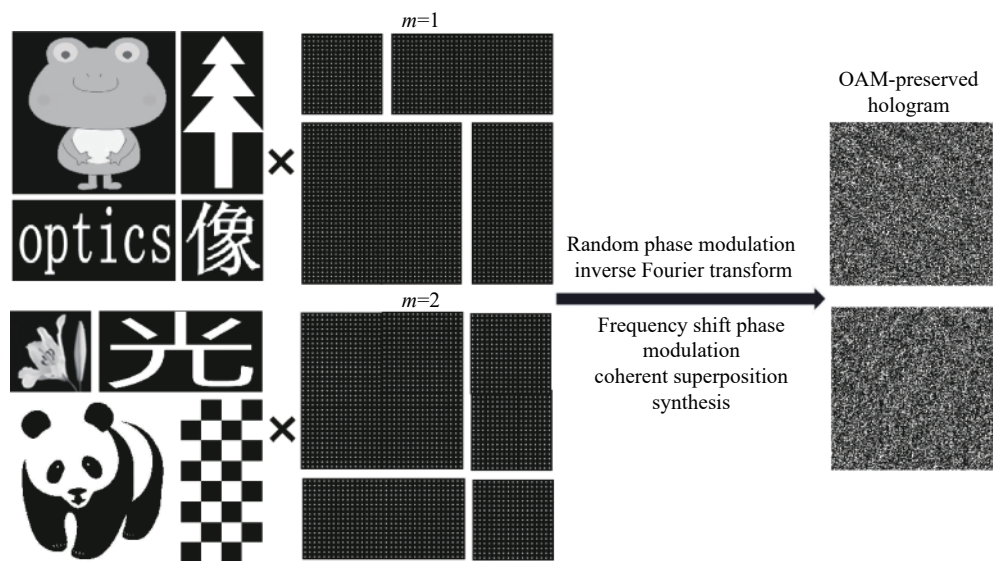 m=1
optics
像
×
m=2
光
×
Random phase modulation
inverse Fourier transform
Frequency shift phase
modulation
coherent superposition
synthesis
OAM-preserved
hologram